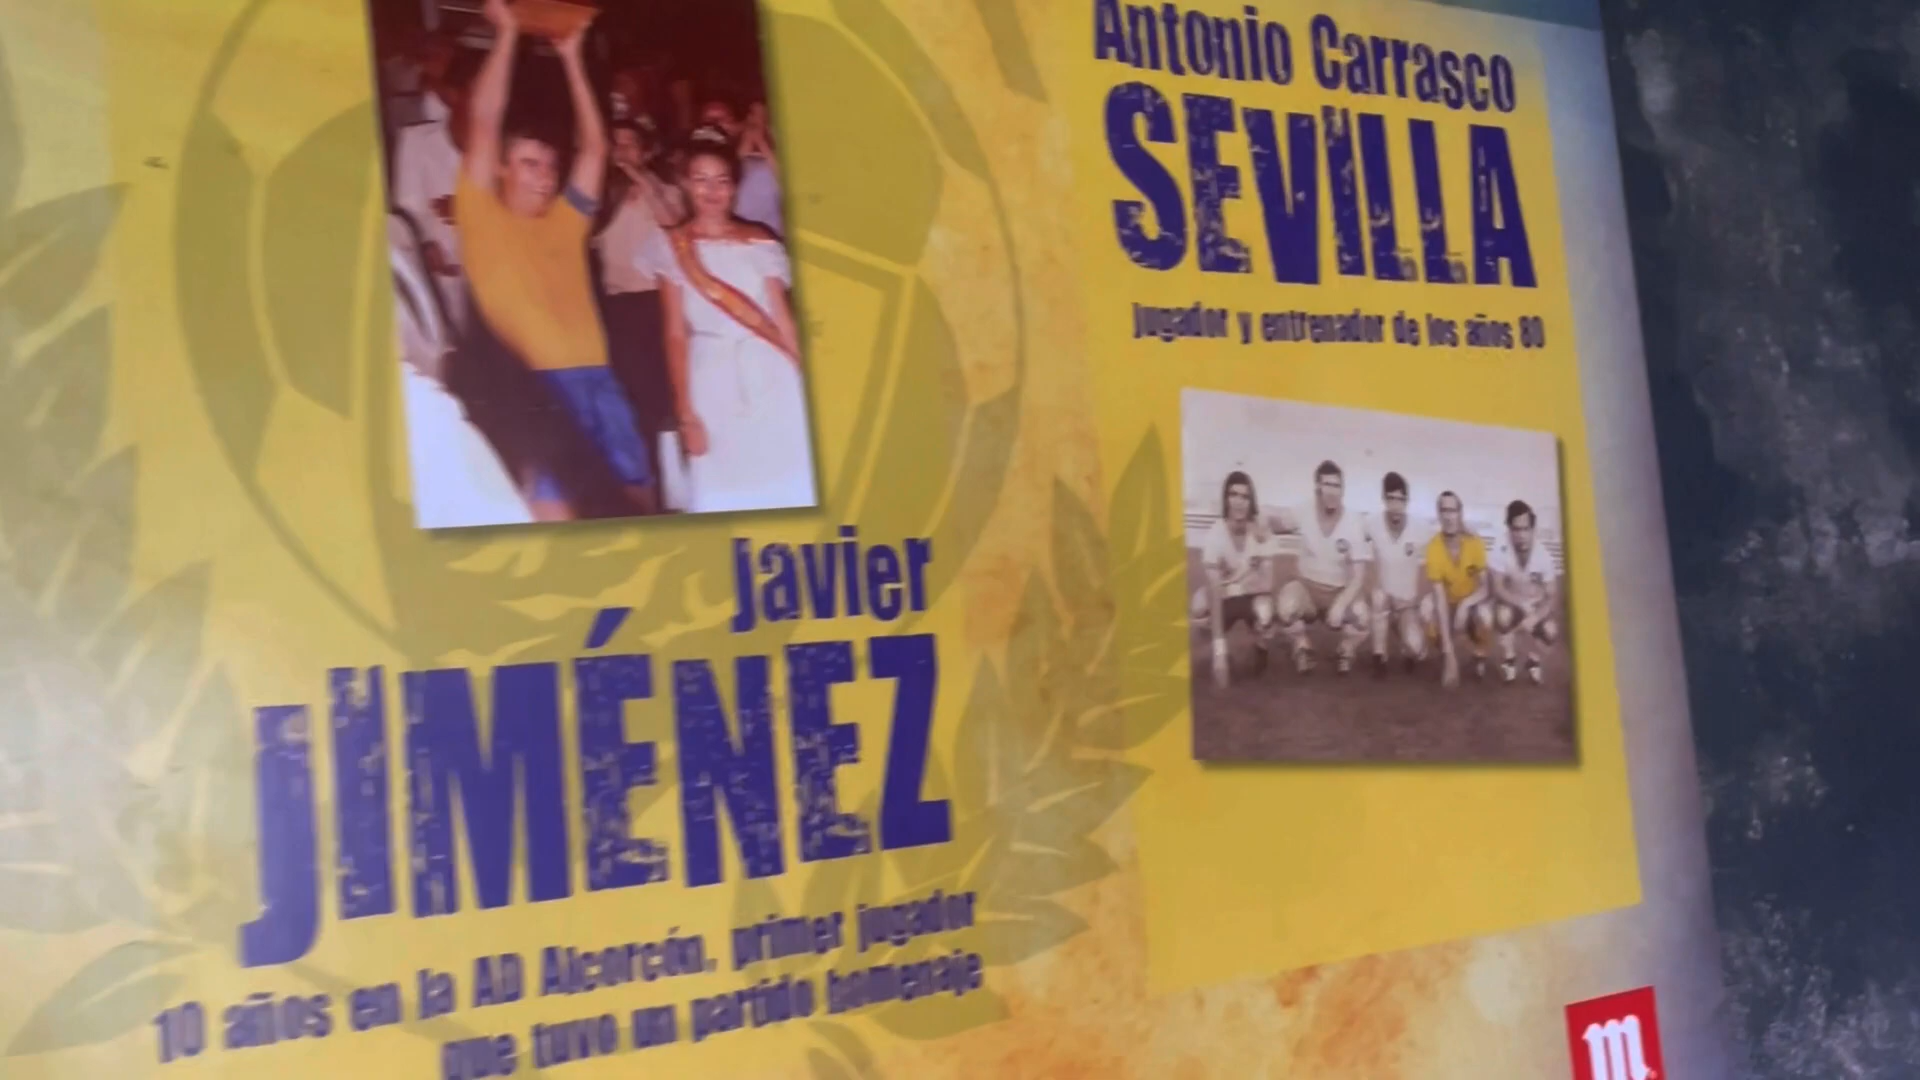 Javier
JIMÉNEZ
10 años en la AD Alcorcón, primer jugador
que tuvo un partido homenaje
Antonio Carrasco
SEVILLA
Jugador y entrenador de los años 80
m